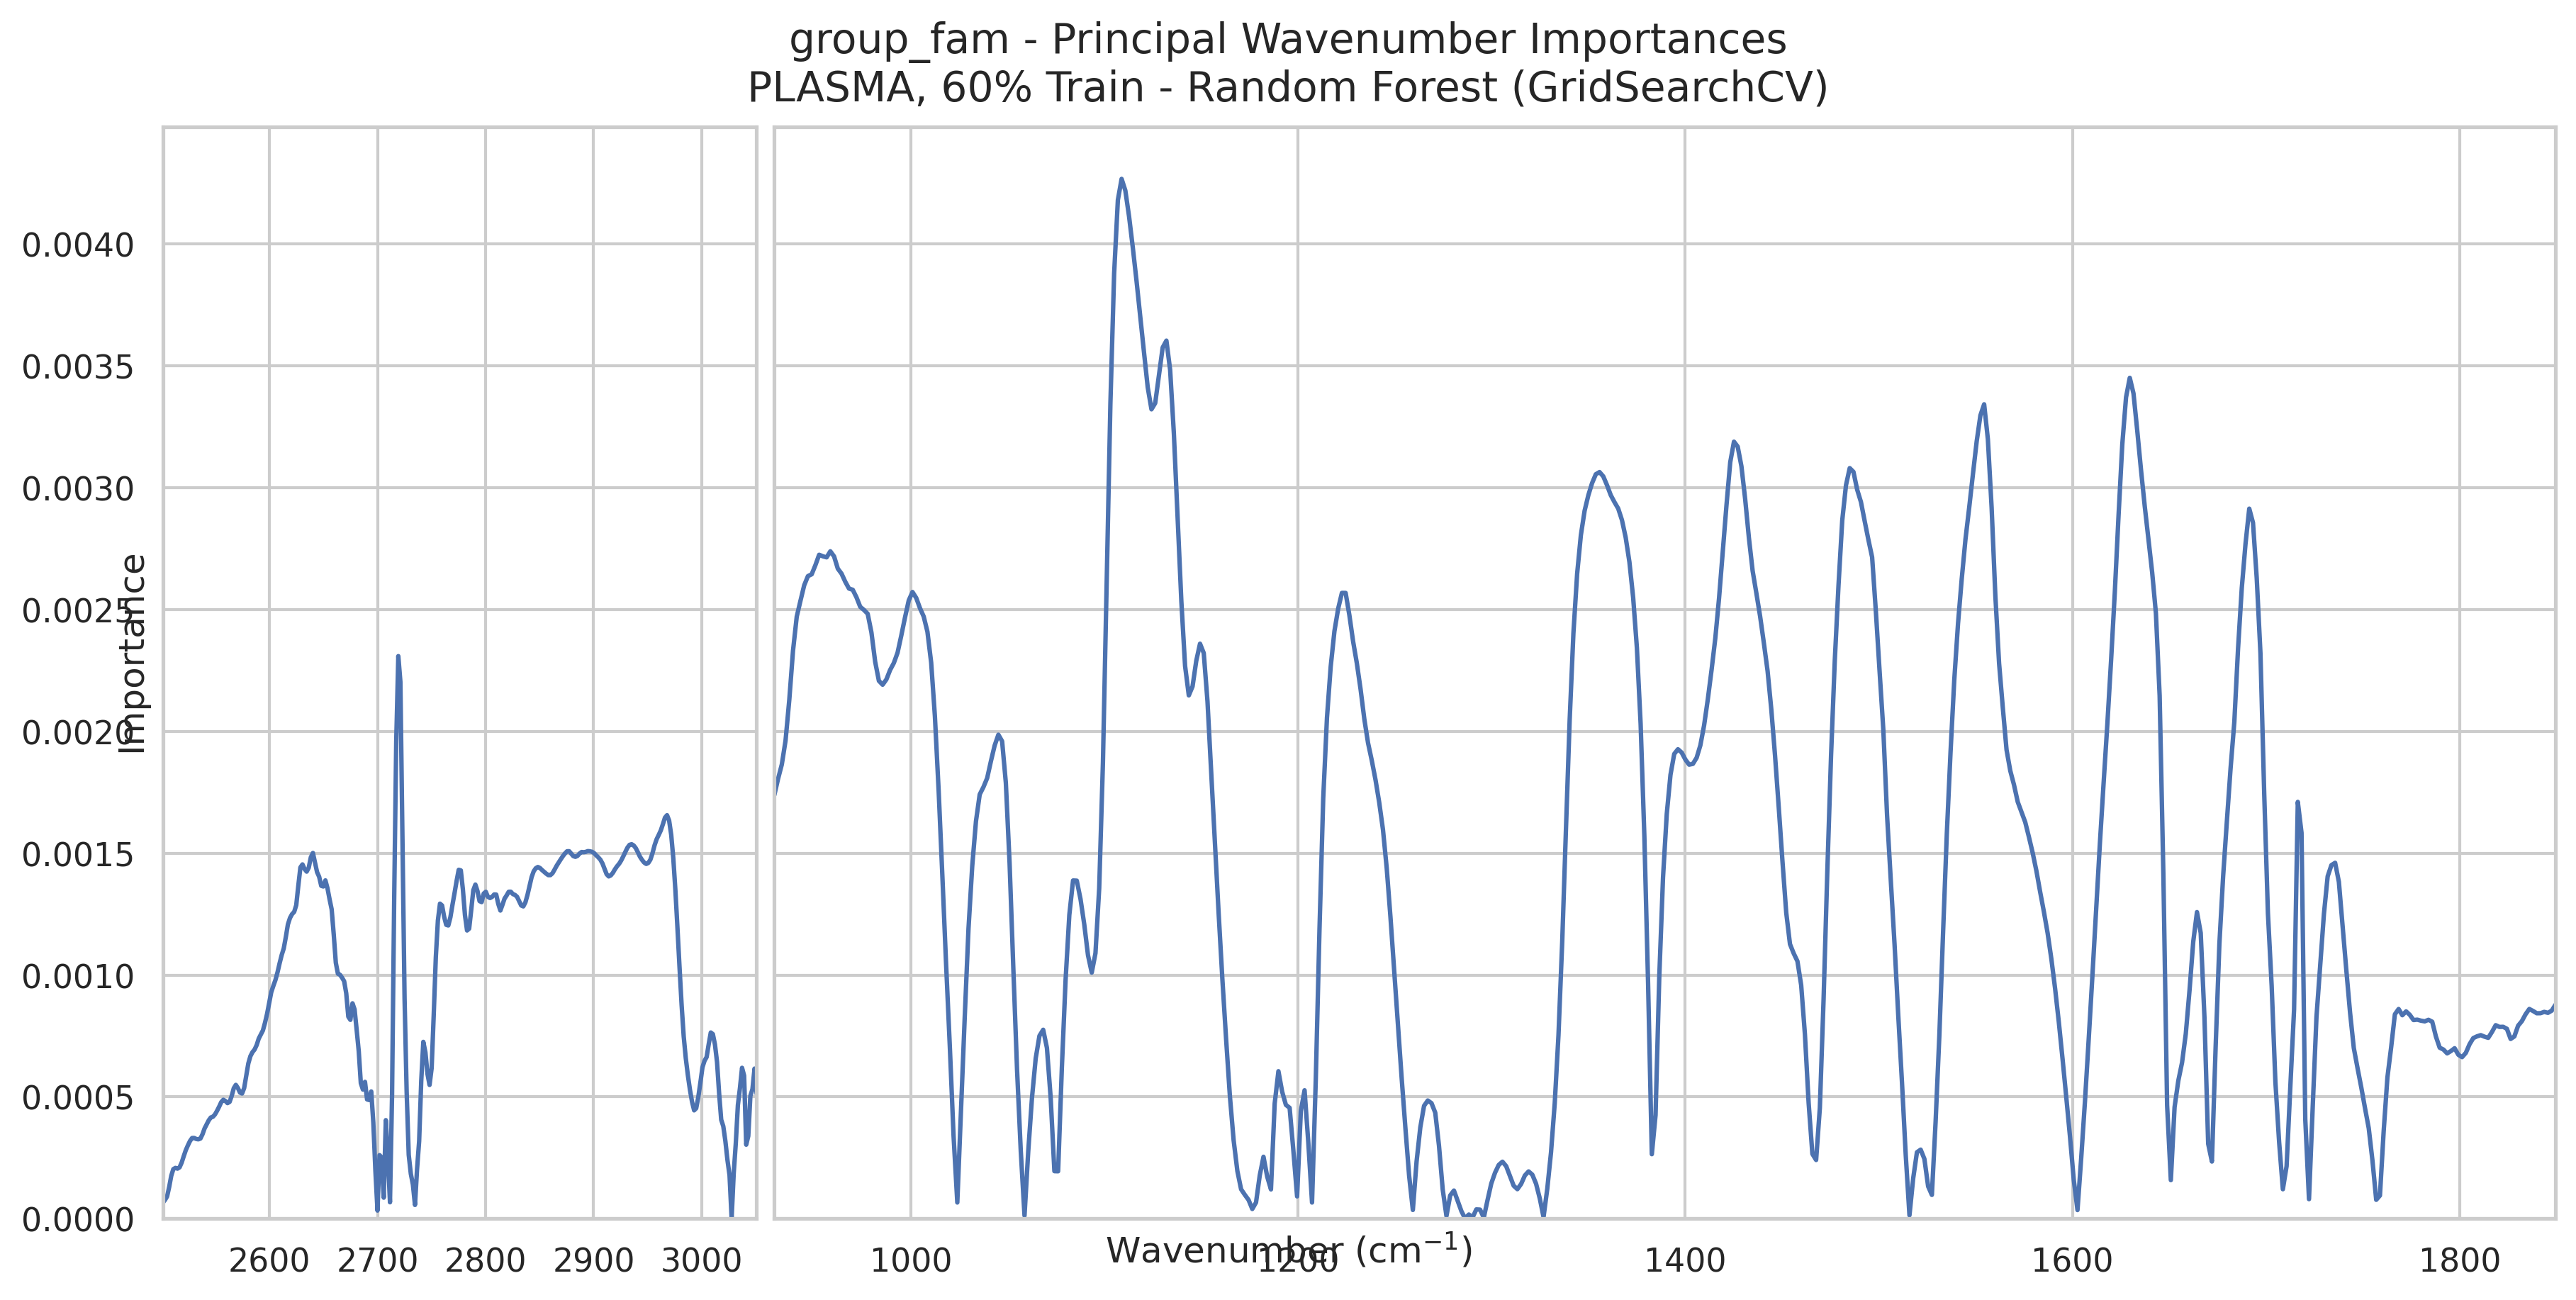 group_fam - Principal Wavenumber Importances
PLASMA, 60% Train - Random Forest (GridSearchCV)
0.0040
0.0035
0.0030
0.0025
0.0020
0.0015
0.0010
0.0005
0.0000
Importance
2600 2700 2800 2900 3000 1000 1200 1400 1600 1800
Wavenumber (cm⁻¹)